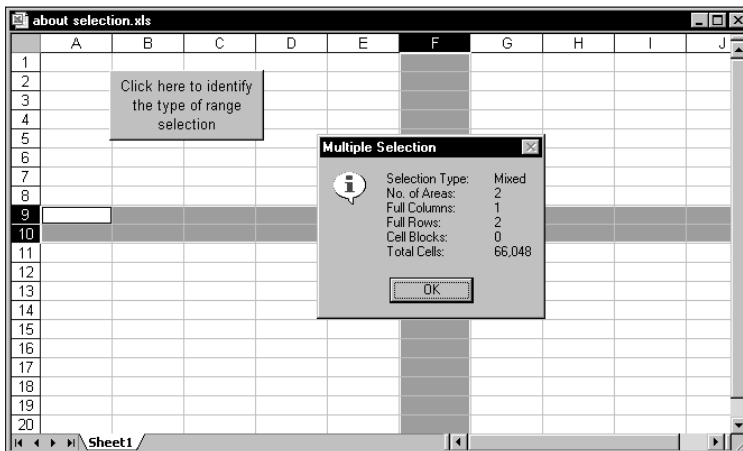 about selection.xls
A B C D E F G H I J
1
2
3
4
5
6
7
8
9
10
11
12
13
14
15
16
17
18
19
20
Click here to identify
the type of range
selection
Multiple Selection
Selection Type: Mixed
No. of Areas: 2
Full Columns: 1
Full Rows: 2
Cell Blocks: 0
Total Cells: 66,048
OK
Sheet1